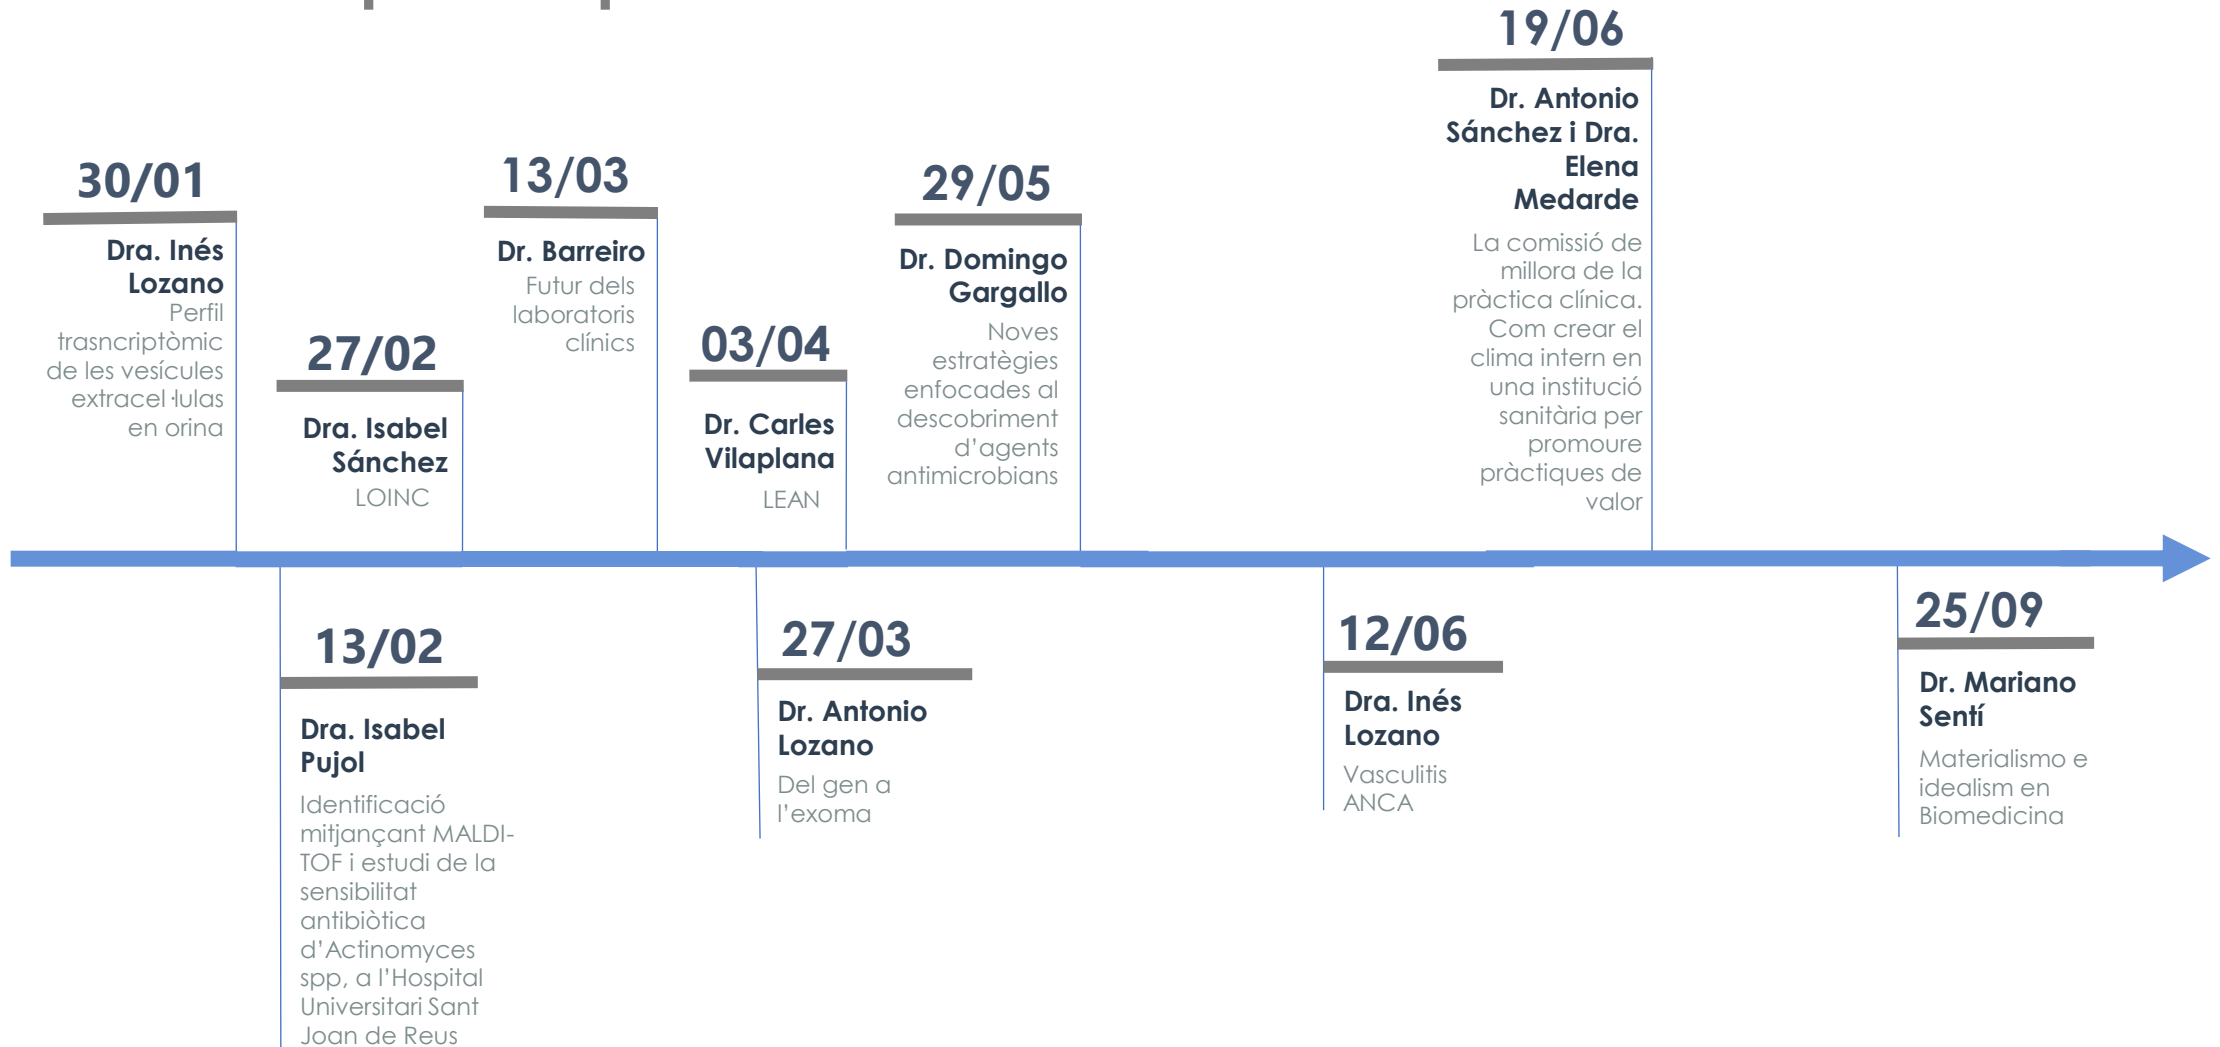 30/01
Dra. Inés
Lozano
Perfil
trasncriptòmic
de les vesícules
extracel·lulas
en orina
27/02
Dra. Isabel
Sánchez
LOINC
13/03
Dr. Barreiro
Futur dels
laboratoris
clínics
03/04
Dr. Carles
Vilaplana
LEAN
29/05
Dr. Domingo
Gargallo
Noves
estratègies
enfocades al
descobriment
d’agents
antimicrobians
19/06
Dr. Antonio
Sánchez i Dra.
Elena
Medarde
La comissió de
millora de la
pràctica clínica.
Com crear el
clima intern en
una institució
sanitària per
promoure
pràctiques de
valor
13/02
Dra. Isabel
Pujol
Identificació
mitjançant MALDI-
TOF i estudi de la
sensibilitat
antibiòtica
d’Actinomyces
spp, a l’Hospital
Universitari Sant
Joan de Reus
27/03
Dr. Antonio
Lozano
Del gen a
l’exoma
12/06
Dra. Inés
Lozano
Vasculitis
ANCA
25/09
Dr. Mariano
Sentí
Materialismo e
idealism en
Biomedicina